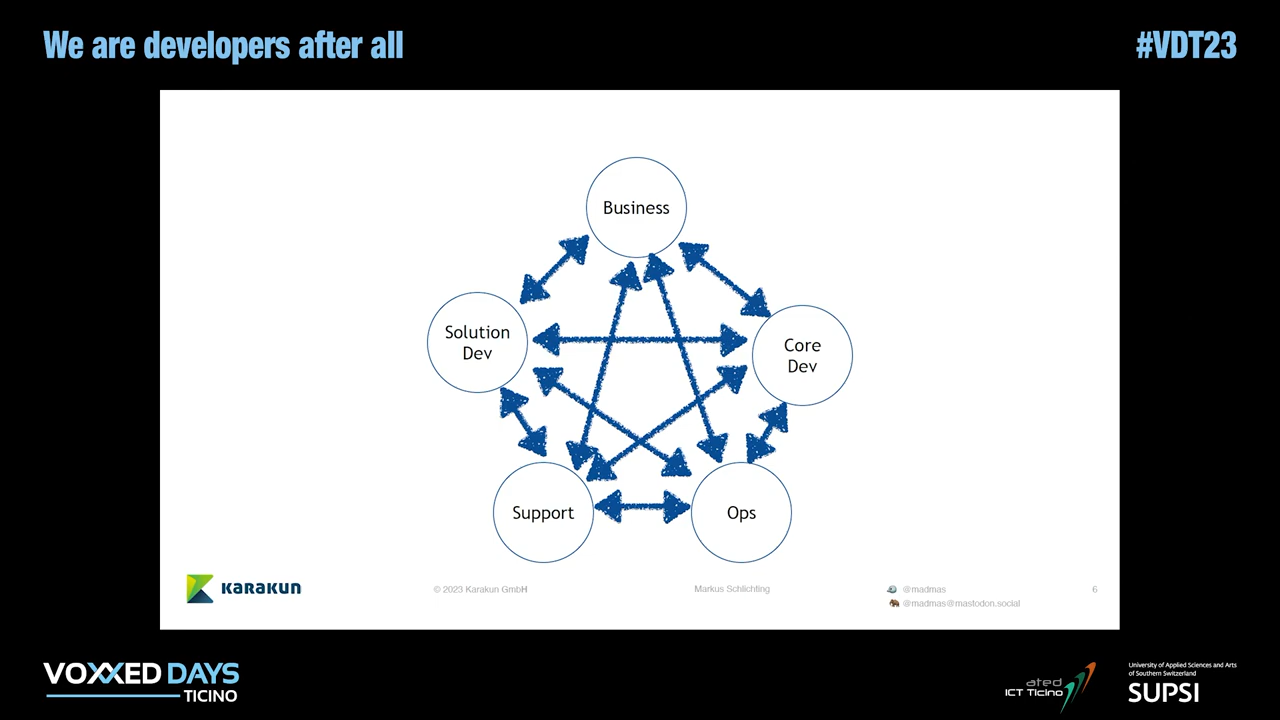 We are developers after all
#VDT23
Business
Solution
Dev
Core
Dev
Support
Ops
KARAKUN
© 2023 Karakun GmbH
Markus Schlichting
@madmas
@madmas@mastodon.social
6
VOXXED DAYS
TICINO
ated
ICT Ticino
University of Applied Sciences and Arts
of Southern Switzerland
SUPSI